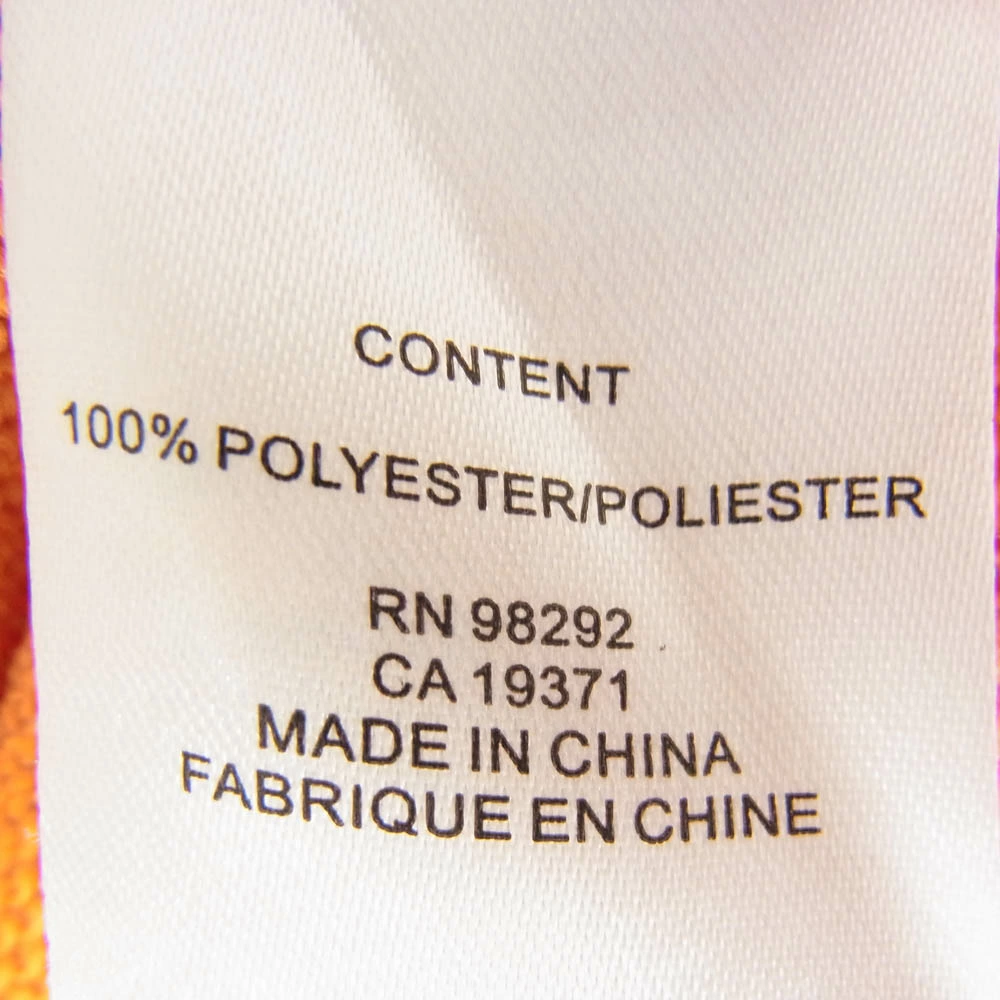 CONTENT
100% POLYESTER/POLIESTER
RN 98292
CA 19371
MADE IN CHINA
FABRIQUE EN CHINE